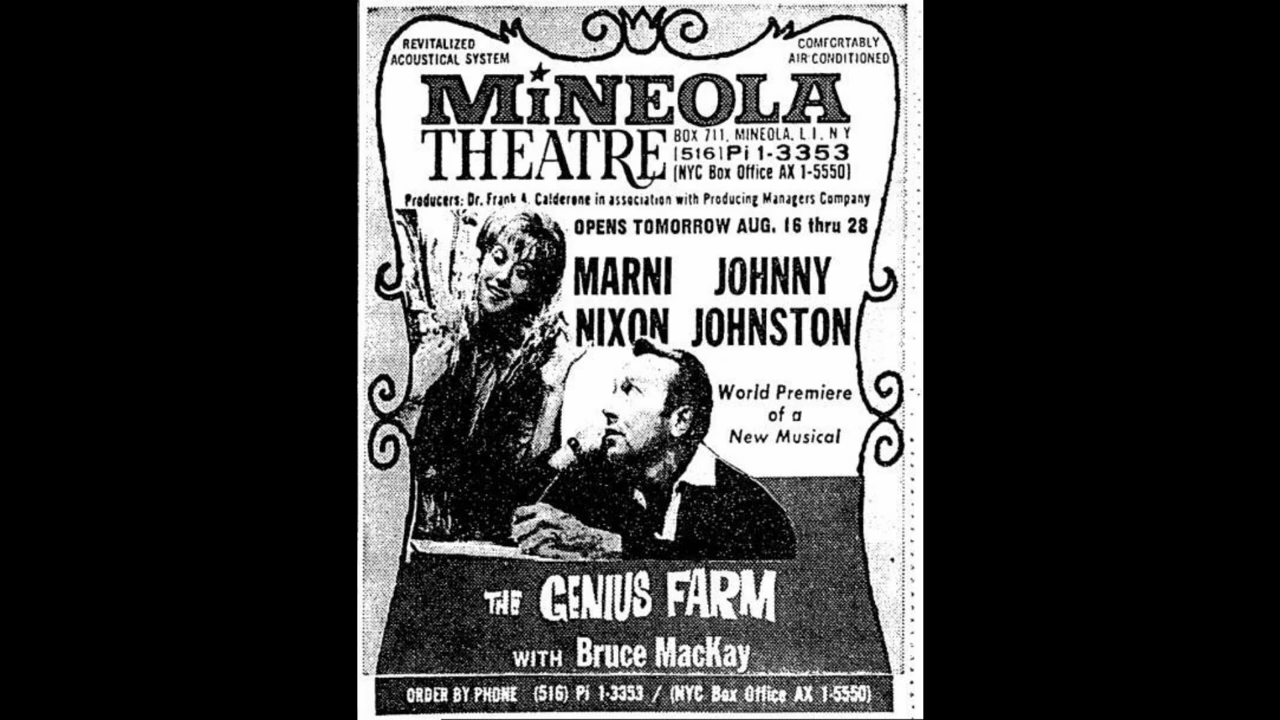 REVITALIZED
ACOUSTICAL SYSTEM
COMFORTABLY
AIR CONDITIONED
MiNEOLA
THEATRE
BOX 711, MINEOLA, L.I. N Y
(516) Pi 1-3353
(NYC Box Office AX 1-5550)
Producers: Dr. Frank A. Calderone in association with Producing Managers Company
OPENS TOMORROW AUG. 16 thru 28
MARNI JOHNNY
NIXON JOHNSTON
World Premiere
of a
New Musical
THE GENIUS FARM
WITH Bruce MacKay
ORDER BY PHONE (516) Pi 1-3353 / (NYC Box Office AX 1-5550)